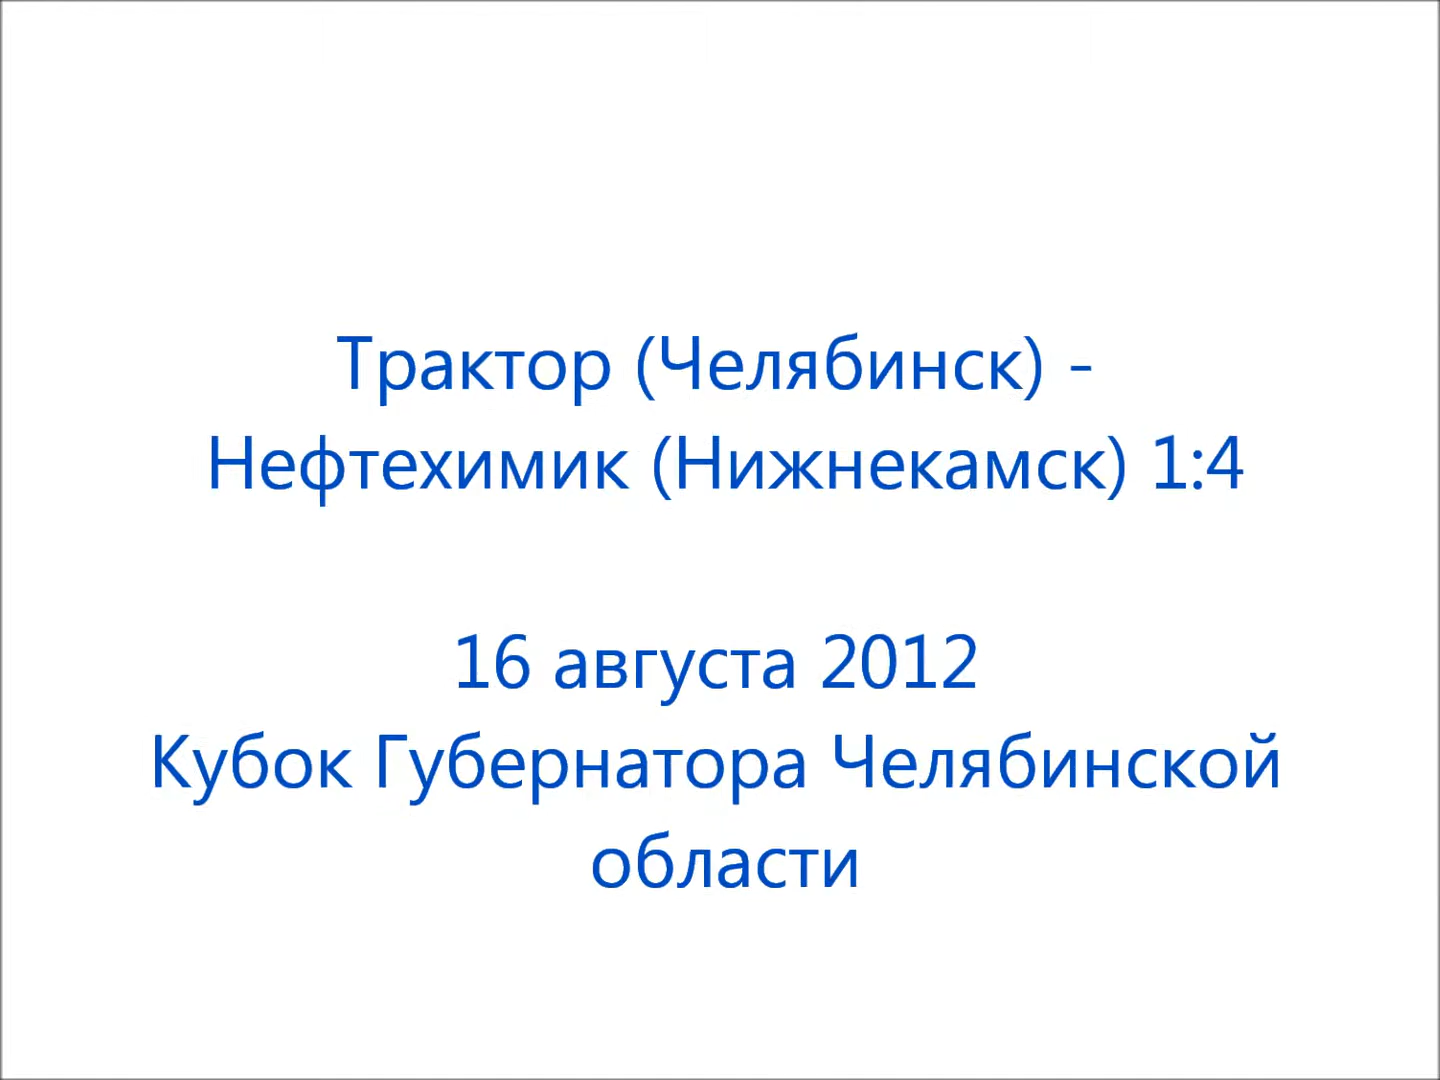 Трактор (Челябинск) -
Нефтехимик (Нижнекамск) 1:4
16 августа 2012
Кубок Губернатора Челябинской
области